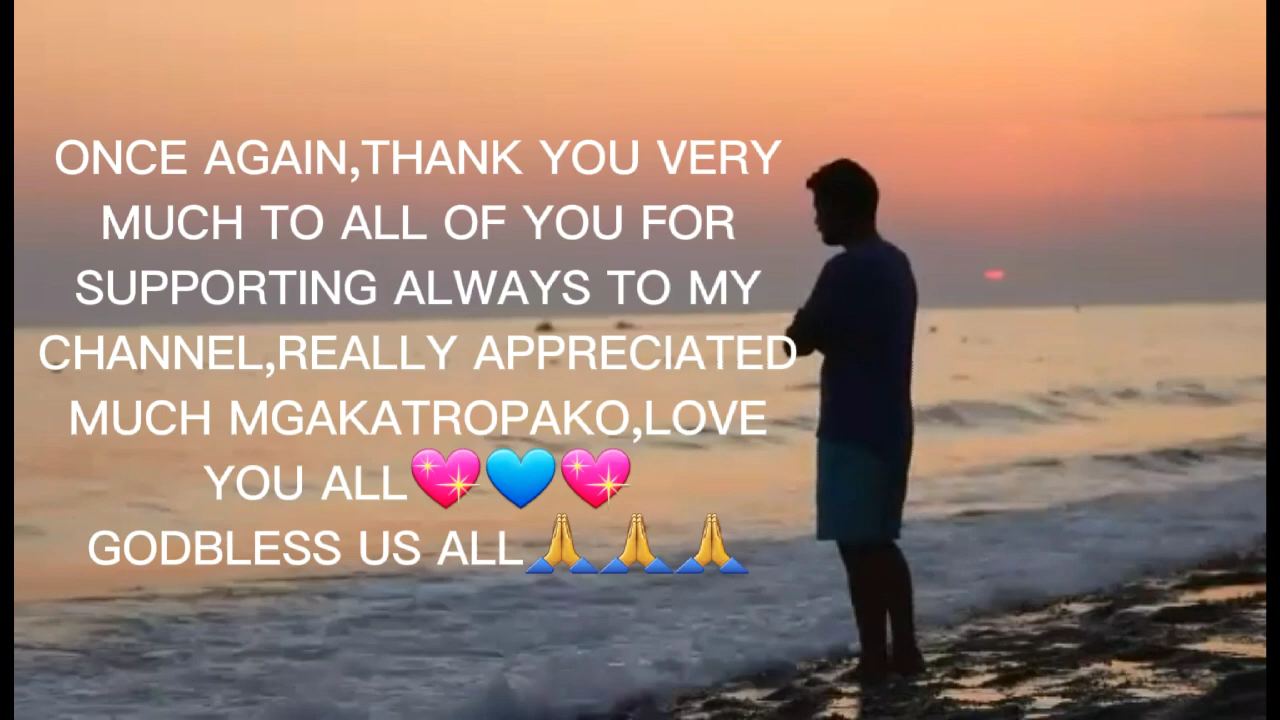 ONCE AGAIN,THANK YOU VERY
MUCH TO ALL OF YOU FOR
SUPPORTING ALWAYS TO MY
CHANNEL,REALLY APPRECIATED
MUCH MGAKATROPAKO,LOVE
YOU ALL💖💙💖
GODBLESS US ALL🙏🙏🙏